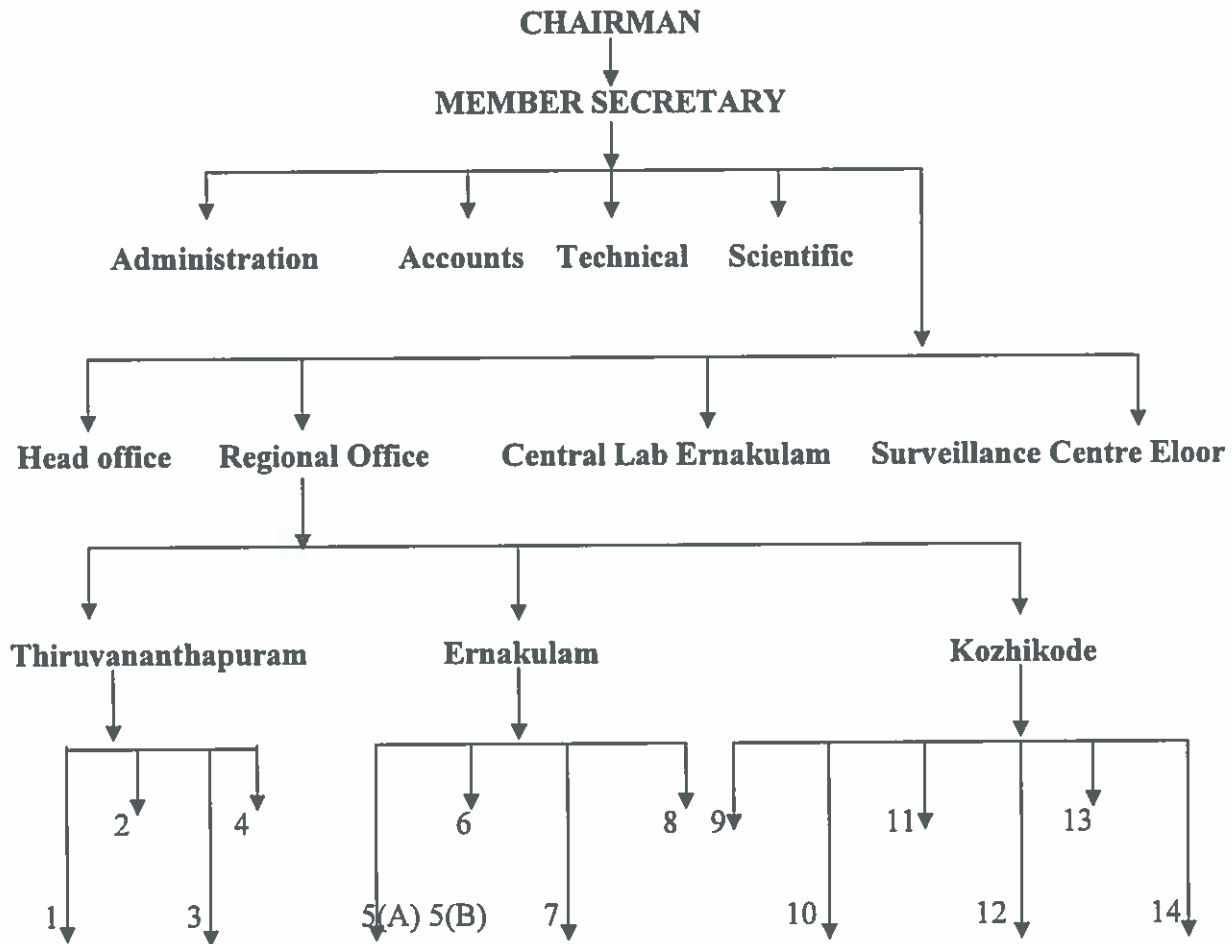 CHAIRMAN
MEMBER SECRETARY
Administration Accounts Technical Scientific
Head office Regional Office Central Lab Ernakulam Surveillance Centre Eloor
Thiruvananthapuram Ernakulam Kozhikode
2 4 6 8 9 11 13
1 3 5(A) 5(B) 7 10 12 14